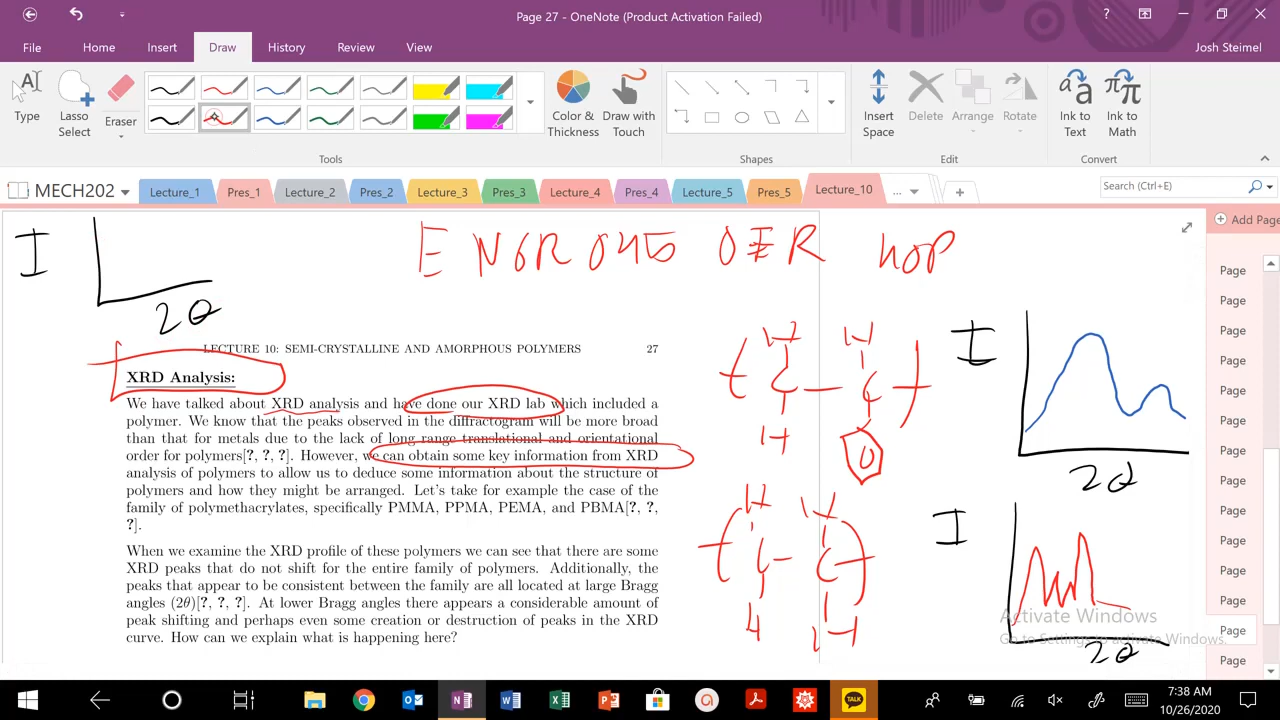 Page 27 - OneNote (Product Activation Failed)
?
File
Home
Insert
Draw
History
Review
View
Josh Steimel
Type
Lasso Select
Eraser
Color & Thickness
Draw with Touch
Insert Space
Delete
Arrange
Rotate
Ink to Text
Ink to Math
Tools
Shapes
Edit
Convert
MECH202
Lecture_1
Pres_1
Lecture_2
Pres_2
Lecture_3
Pres_3
Lecture_4
Pres_4
Lecture_5
Pres_5
Lecture_10
...
Search (Ctrl+E)
Add Page
Page
Page
Page
Page
Page
Page
Page
Page
Page
Page
Page
Page
Page
Page
I
2θ
LECTURE 10: SEMI-CRYSTALLINE AND AMORPHOUS POLYMERS 27
XRD Analysis:
We have talked about XRD analysis and have done our XRD lab which included a
polymer. We know that the peaks observed in the diffractogram will be more broad
than that for metals due to the lack of long range translational and orientational
order for polymers[?, ?, ?]. However, we can obtain some key information from XRD
analysis of polymers to allow us to deduce some information about the structure of
polymers and how they might be arranged. Let's take for example the case of the
family of polymethacrylates, specifically PMMA, PPMA, PEMA, and PBMA[?, ?,
?].
When we examine the XRD profile of these polymers we can see that there are some
XRD peaks that do not shift for the entire family of polymers. Additionally, the
peaks that appear to be consistent between the family are all located at large Bragg
angles (2θ)[?, ?, ?]. At lower Bragg angles there appears a considerable amount of
peak shifting and perhaps even some creation or destruction of peaks in the XRD
curve. How can we explain what is happening here?
H H
C C
H
H H
C C
H H
I
2θ
I
2θ
Activate Windows
Go to Settings to Activate Windows.
TALK
7:38 AM
10/26/2020